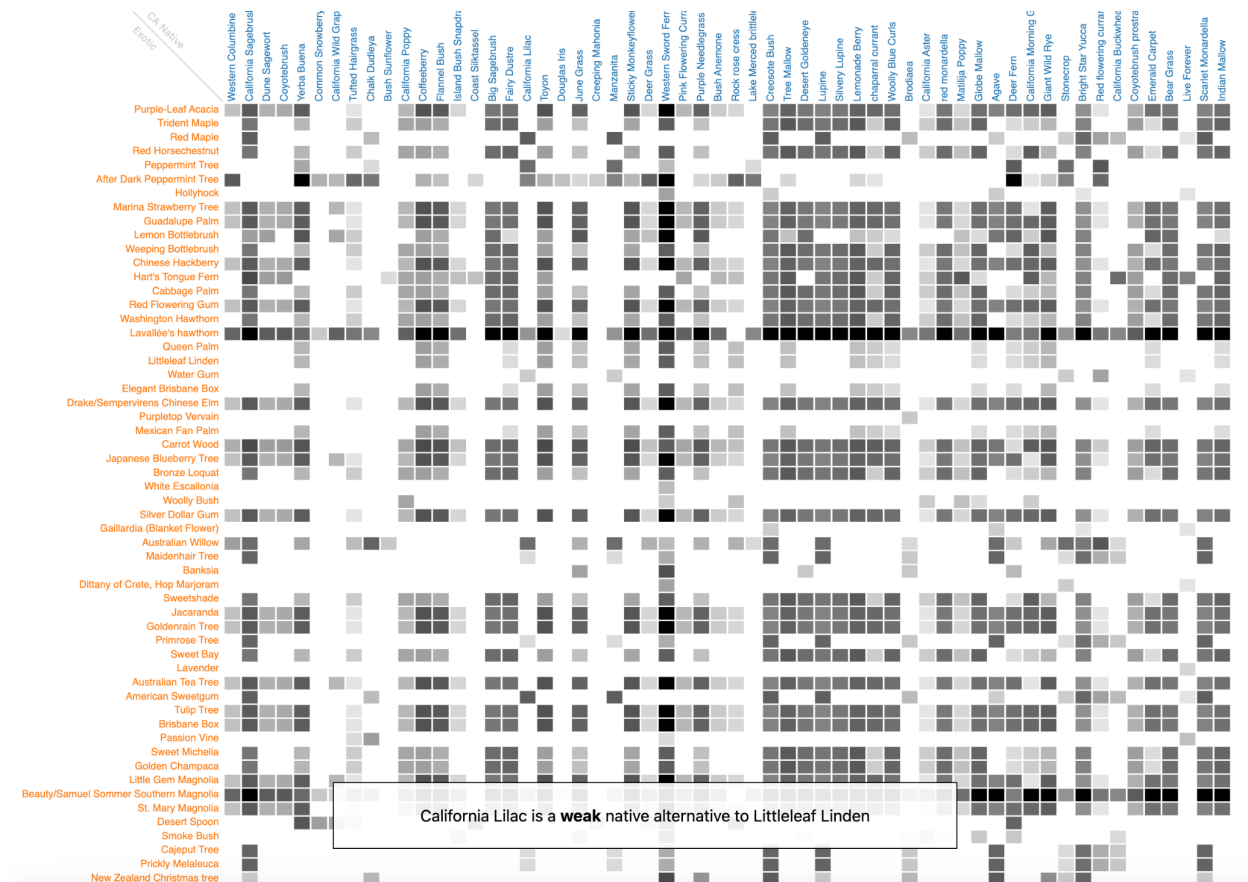 CA Native
Exotic
Western Columbine
California Sagebrush
Dune Sagewort
Coyotebrush
Yerba Buena
Common Snowberry
California Wild Grap
Tufted Hairgrass
Chalk Dudleya
Bush Sunflower
California Poppy
Coffeeberry
Flannel Bush
Island Bush Snapdra
Coast Silktassel
Big Sagebrush
Fairy Dustre
California Lilac
Toyon
Douglas Iris
June Grass
Creeping Mahonia
Manzanita
Sticky Monkeyflower
Deer Grass
Western Sword Fern
Pink Flowering Curr
Purple Needlegrass
Bush Anemone
Rock rose cress
Lake Merced brittlele
Creosote Bush
Tree Mallow
Desert Goldeneye
Lupine
Silvery Lupine
Lemonade Berry
chaparral currant
Woolly Blue Curls
Brodiaea
California Aster
red monardella
Matilija Poppy
Globe Mallow
Agave
Deer Fern
California Morning G
Giant Wild Rye
Stonecrop
Bright Star Yucca
Red flowering curran
California Buckwhea
Coyotebrush prostra
Emerald Carpet
Bear Grass
Live Forever
Scarlet Monardella
Indian Mallow
Purple-Leaf Acacia
Trident Maple
Red Maple
Red Horsechestnut
Peppermint Tree
After Dark Peppermint Tree
Hollyhock
Marina Strawberry Tree
Guadalupe Palm
Lemon Bottlebrush
Weeping Bottlebrush
Chinese Hackberry
Hart's Tongue Fern
Cabbage Palm
Red Flowering Gum
Washington Hawthorn
Lavallée's hawthorn
Queen Palm
Littleleaf Linden
Water Gum
Elegant Brisbane Box
Drake/Sempervirens Chinese Elm
Purpletop Vervain
Mexican Fan Palm
Carrot Wood
Japanese Blueberry Tree
Bronze Loquat
White Escallonia
Woolly Bush
Silver Dollar Gum
Gaillardia (Blanket Flower)
Australian Willow
Maidenhair Tree
Banksia
Dittany of Crete, Hop Marjoram
Sweetshade
Jacaranda
Goldenrain Tree
Primrose Tree
Sweet Bay
Lavender
Australian Tea Tree
American Sweetgum
Tulip Tree
Brisbane Box
Passion Vine
Sweet Michelia
Golden Champaca
Little Gem Magnolia
Beauty/Samuel Sommer Southern Magnolia
St. Mary Magnolia
Desert Spoon
Smoke Bush
Cajeput Tree
Prickly Melaleuca
New Zealand Christmas tree
California Lilac is a weak native alternative to Littleleaf Linden